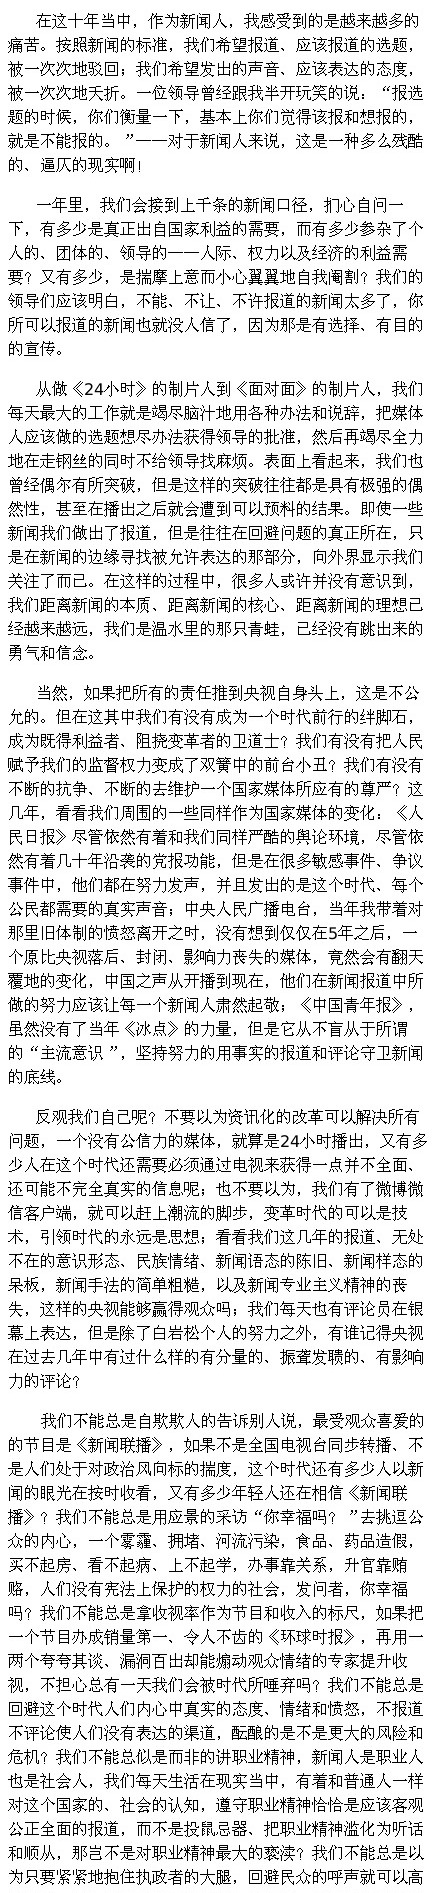 在这十年当中，作为新闻人，我感受到的是越来越多的
痛苦。按照新闻的标准，我们希望报道、应该报道的选题，
被一次次地驳回；我们希望发出的声音、应该表达的态度，
被一次次地夭折。一位领导曾经跟我半开玩笑的说：“报选
题的时候，你们衡量一下，基本上你们觉得该报和想报的，
就是不能报的。”——对于新闻人来说，这是一种多么残酷
的、逼仄的现实啊！
一年里，我们会接到上千条的新闻口径，扪心自问一
下，有多少是真正出自国家利益的需要，而有多少参杂了个
人的、团体的、领导的——人际、权力以及经济的利益需
要？又有多少，是揣摩上意而小心翼翼地自我阉割？我们的
领导们应该明白，不能、不让、不许报道的新闻太多了，你
所可以报道的新闻也就没人信了，因为那是有选择、有目的
的宣传。
从做《24小时》的制片人到《面对面》的制片人，我们
每天最大的工作就是竭尽脑汁地用各种办法和说辞，把媒体
人应该做的选题想尽办法获得领导的批准，然后再竭尽全力
地在走钢丝的同时不给领导找麻烦。表面上看起来，我们也
曾经偶尔有所突破，但是这样的突破往往都是具有极强的偶
然性，甚至在播出之后就会遭到可以预料的结果。即使一些
新闻我们做出了报道，但是往往在回避问题的真正所在，只
是在新闻的边缘寻找被允许表达的那部分，向外界显示我们
关注了而已。在这样的过程中，很多人或许并没有意识到，
我们距离新闻的本质、距离新闻的核心、距离新闻的理想已
经越来越远，我们是温水里的那只青蛙，已经没有跳出来的
勇气和信念。
当然，如果把所有的责任推到央视自身头上，这是不公
允的。但在这其中我们有没有成为一个时代前行的绊脚石，
成为既得利益者、阻挠变革者的卫道士？我们有没有把人民
赋予我们的监督权力变成了双簧中的前台小丑？我们有没有
不断的抗争、不断的去维护一个国家媒体所应有的尊严？这
几年，看看我们周围的一些同样作为国家媒体的变化：《人
民日报》尽管依然有着和我们同样严酷的舆论环境，尽管依
然有着几十年沿袭的党报功能，但是在很多敏感事件、争议
事件中，他们都在努力发声，并且发出的是这个时代、每个
公民都需要的真实声音；中央人民广播电台，当年我带着对
那里旧体制的愤怒离开之时，没有想到仅仅在5年之后，一
个原比央视落后、封闭、影响力丧失的媒体，竟然会有翻天
覆地的变化，中国之声从开播到现在，他们在新闻报道中所
做的努力应该让每一个新闻人肃然起敬；《中国青年报》，
虽然没有了当年《冰点》的力量，但是它从不盲从于所谓
的“主流意识 ”，坚持努力的用事实的报道和评论守卫新闻
的底线。
反观我们自己呢？不要以为资讯化的改革可以解决所有
问题，一个没有公信力的媒体，就算是24小时播出，又有多
少人在这个时代还需要必须通过电视来获得一点并不全面、
还可能不完全真实的信息呢；也不要以为，我们有了微博微
信客户端，就可以赶上潮流的脚步，变革时代的可以是技
术，引领时代的永远是思想；看看我们这几年的报道、无处
不在的意识形态、民族情绪、新闻语态的陈旧、新闻样态的
呆板，新闻手法的简单粗糙，以及新闻专业主义精神的丧
失，这样的央视能够赢得观众吗；我们每天也有评论员在银
幕上表达，但是除了白岩松个人的努力之外，有谁记得央视
在过去几年中有过什么样的有分量的、振聋发聩的、有影响
力的评论？
我们不能总是自欺欺人的告诉别人说，最受观众喜爱的
的节目是《新闻联播》，如果不是全国电视台同步转播、不
是人们处于对政治风向标的揣度，这个时代还有多少人以新
闻的眼光在按时收看，又有多少年轻人还在相信《新闻联
播》？我们不能总是用应景的采访“你幸福吗？”去挑逗公
众的内心，一个雾霾、拥堵、河流污染，食品、药品造假，
买不起房、看不起病、上不起学，办事靠关系，升官靠贿
赂，人们没有宪法上保护的权力的社会，发问者，你幸福
吗？我们不能总是拿收视率作为节目和收入的标尺，如果把
一个节目办成销量第一、令人不齿的《环球时报》，再用一
两个夸夸其谈、漏洞百出却能煽动观众情绪的专家提升收
视，不担心总有一天我们会被时代所唾弃吗？我们不能总是
回避这个时代人们内心中真实的态度、情绪和愤怒，不报道
不评论使人们没有表达的渠道，酝酿的是不是更大的风险和
危机？我们不能总似是而非的讲职业精神，新闻人是职业人
也是社会人，我们每天生活在现实当中，有着和普通人一样
对这个国家的、社会的认知，遵守职业精神恰恰是应该客观
公正全面的报道，而不是投鼠忌器、把职业精神滥化为听话
和顺从，那岂不是对职业精神最大的亵渎？我们不能总是以
为只要紧紧地抱住执政者的大腿，回避民众的呼声就可以高